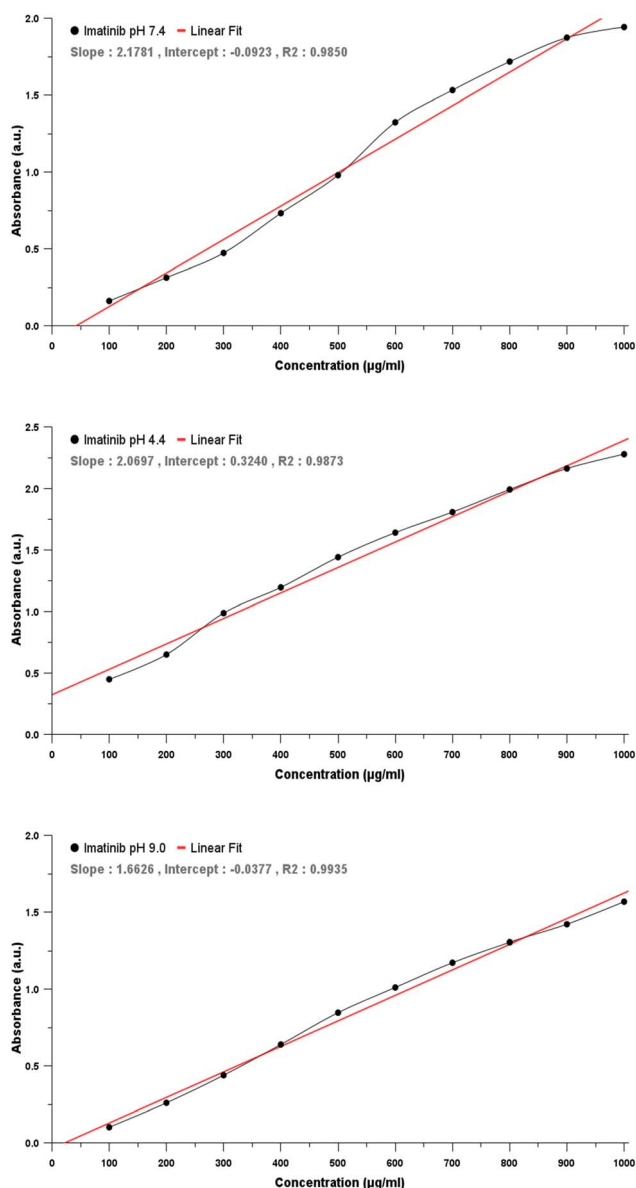 Imatinib pH 7.4 Linear Fit
Slope : 2.1781 , Intercept : -0.0923, R2 : 0.9850
2.0
1.5
1.0
0.5
0.0
Absorbance (a.u.)
0 100 200 300 400 500 600 700 800 900 1000
Concentration (µg/ml)
Imatinib pH 4.4 Linear Fit
Slope : 2.0697, Intercept : 0.3240 , R2 : 0.9873
2.5
2.0
1.5
1.0
0.5
0.0
Absorbance (a.u.)
0 100 200 300 400 500 600 700 800 900 1000
Concentration (µg/ml)
Imatinib pH 9.0 Linear Fit
Slope : 1.6626 , Intercept : -0.0377 , R2 : 0.9935
2.0
1.5
1.0
0.5
0.0
Absorbance (a.u.)
0 100 200 300 400 500 600 700 800 900 1000
Concentration (µg/ml)